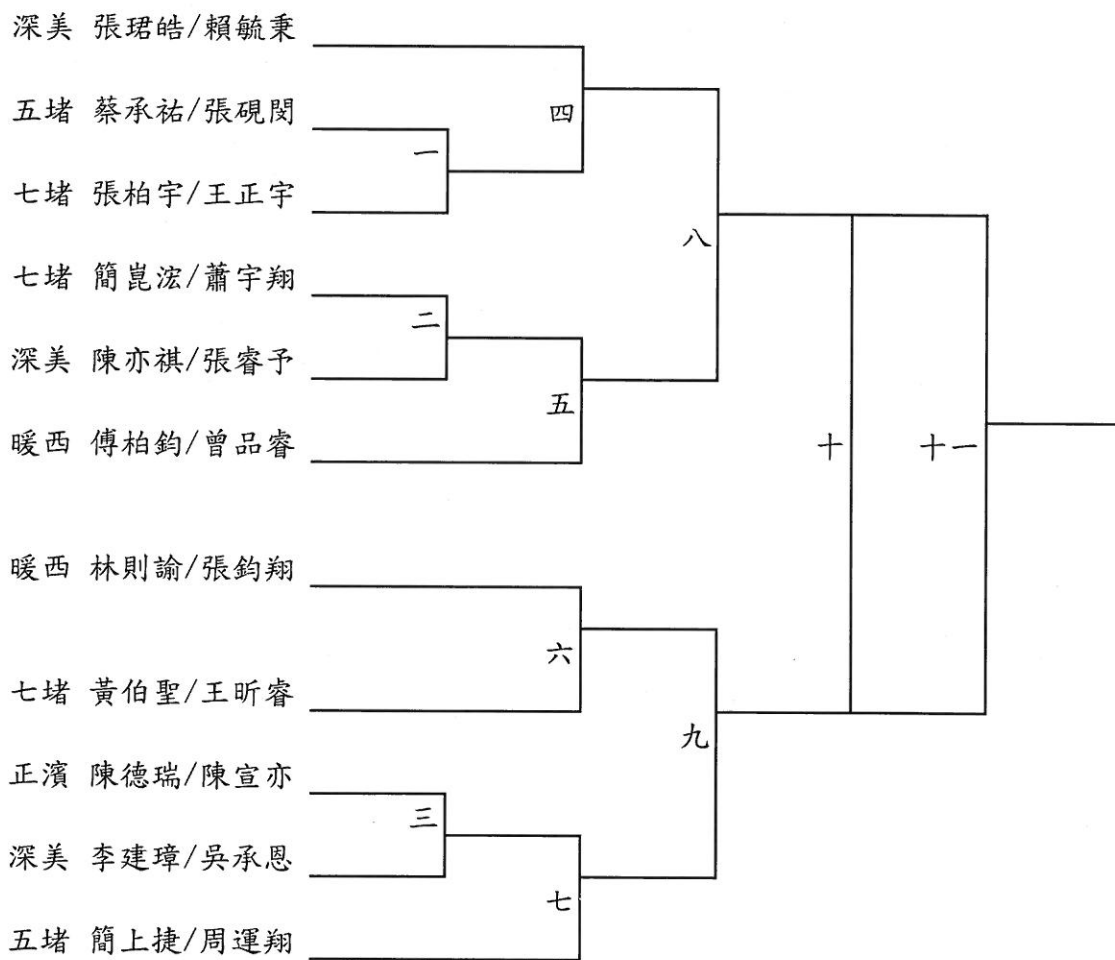 深美 張珺皓/賴毓秉
五堵 蔡承祐/張硯閔
七堵 張柏宇/王正宇
七堵 簡崑浤/蕭宇翔
深美 陳亦祺/張睿予
暖西 傅柏鈞/曾品睿
暖西 林則諭/張鈞翔
七堵 黃伯聖/王昕睿
正濱 陳德瑞/陳宣亦
深美 李建璋/吳承恩
五堵 簡上捷/周運翔
一
二
三
四
五
六
七
八
九
十
十一